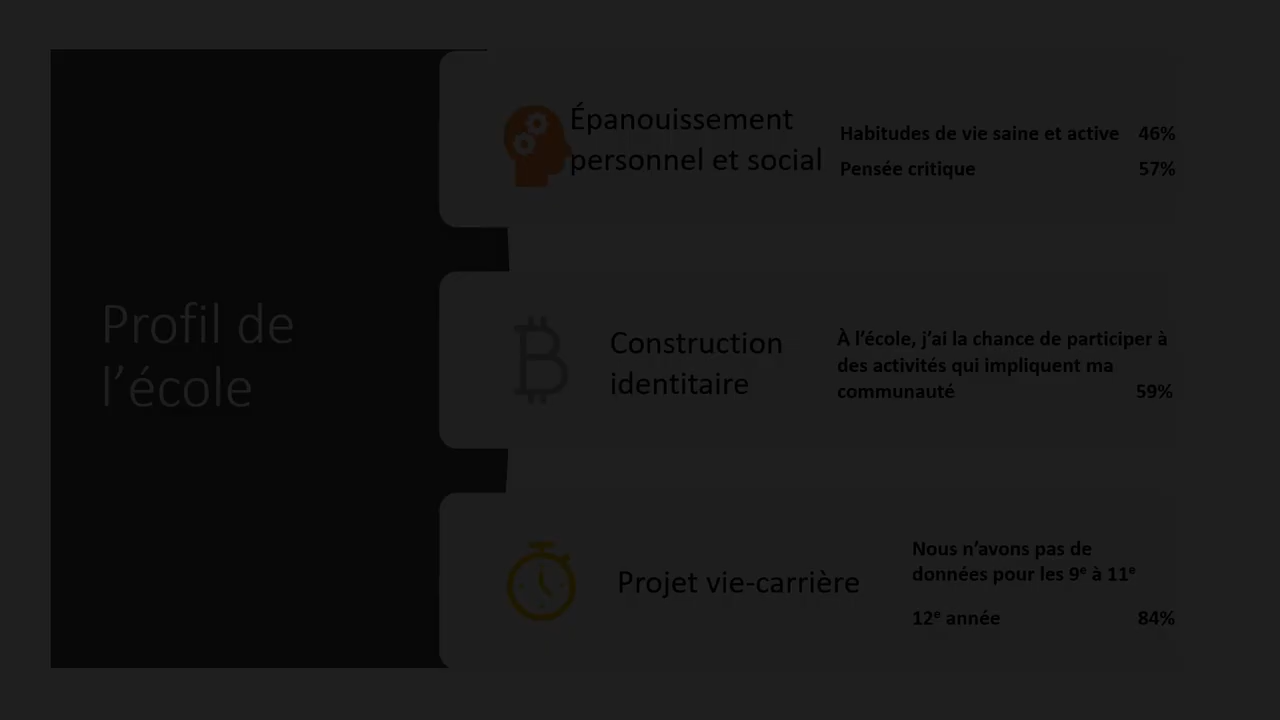 Profil de
l’école
Épanouissement
personnel et social
Habitudes de vie saine et active 46%
Pensée critique 57%
Construction
identitaire
À l’école, j’ai la chance de participer à
des activités qui impliquent ma
communauté 59%
Projet vie-carrière
Nous n’avons pas de
données pour les 9e à 11e
12e année 84%